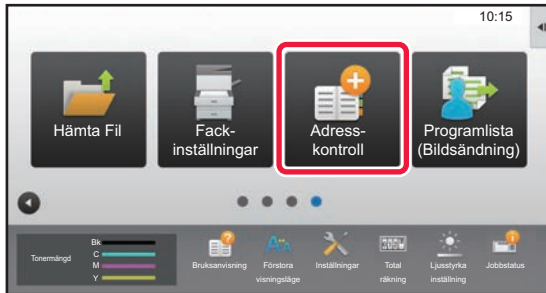 10:15
Hämta Fil
Fack-
inställningar
Adress-
kontroll
Programlista
(Bildsändning)
Tonermängd
Bk
C
M
Y
Bruksanvisning
Förstora
visningsläge
Inställningar
Total
räkning
Ljusstyrka
inställning
Jobbstatus